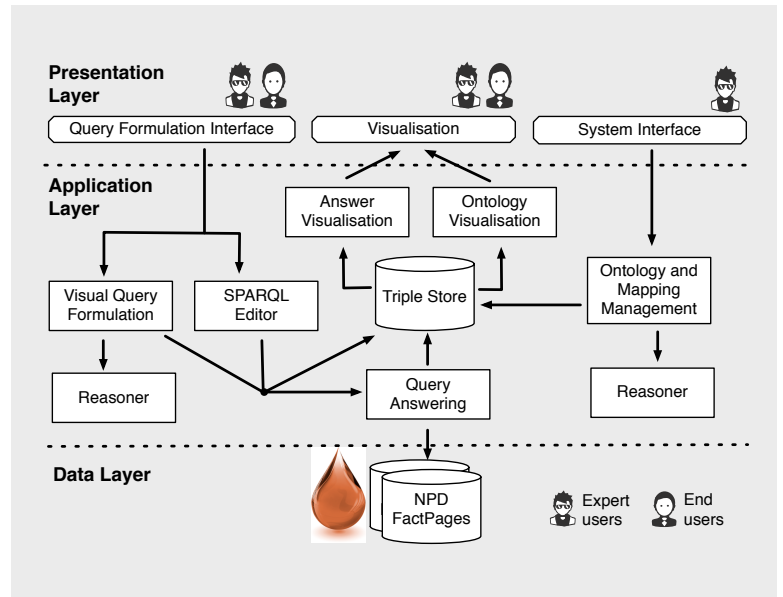 Presentation
Layer
Query Formulation Interface
Visualisation
System Interface
Application
Layer
Answer
Visualisation
Ontology
Visualisation
Visual Query
Formulation
SPARQL
Editor
Triple Store
Ontology and
Mapping
Management
Reasoner
Query
Answering
Reasoner
Data Layer
NPD
FactPages
Expert
users
End
users